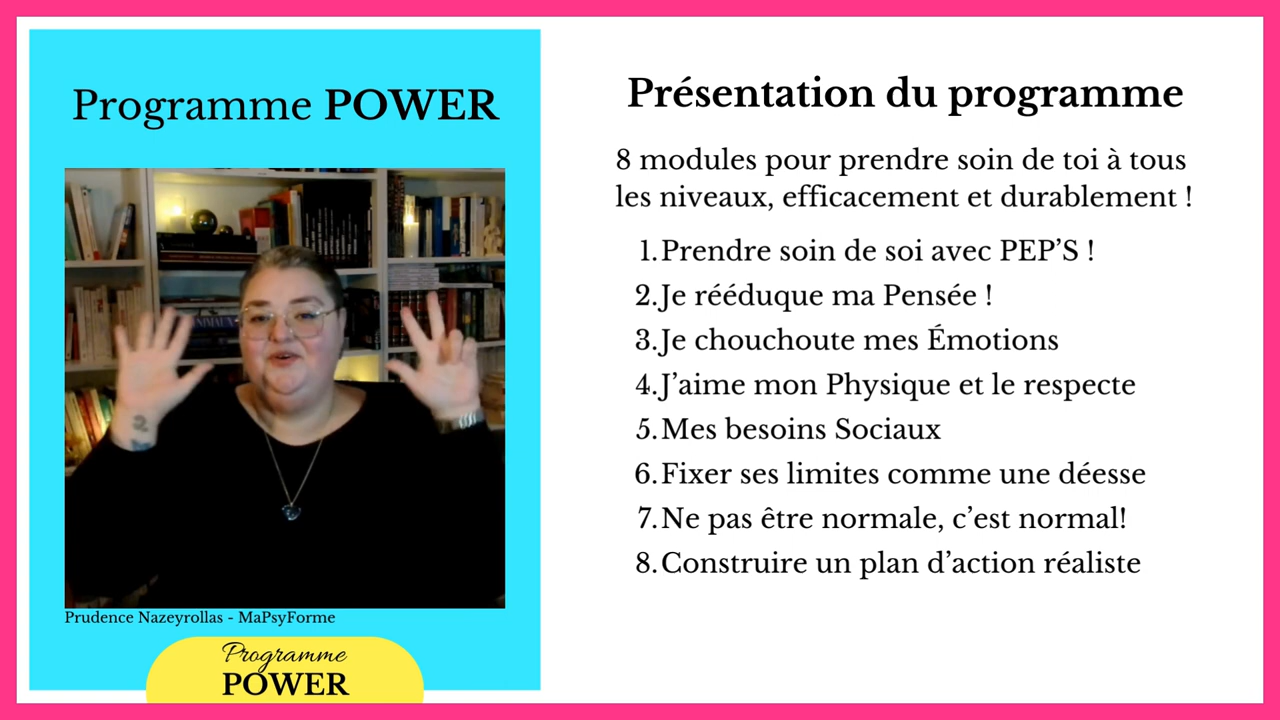 Programme POWER
Prudence Nazeyrollas - MaPsyForme
Programme
POWER
Présentation du programme
8 modules pour prendre soin de toi à tous
les niveaux, efficacement et durablement !
1. Prendre soin de soi avec PEP’S !
2. Je rééduque ma Pensée !
3. Je chouchoute mes Émotions
4. J’aime mon Physique et le respecte
5. Mes besoins Sociaux
6. Fixer ses limites comme une déesse
7. Ne pas être normale, c’est normal!
8. Construire un plan d’action réaliste